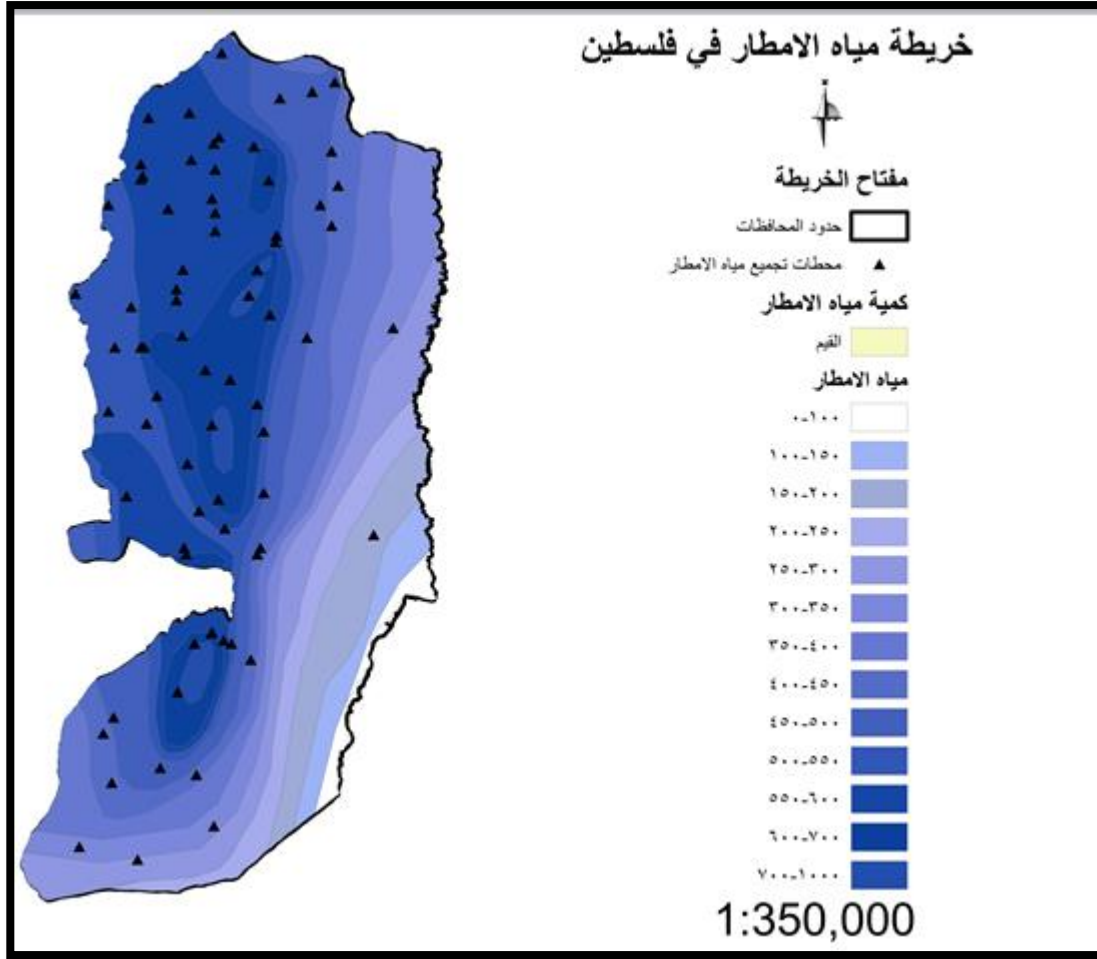 خريطة مياه الامطار في فلسطين
مفتاح الخريطة
حدود المحافظات
محطات تجميع مياه الامطار
كمية مياه الامطار
القيم
مياه الامطار
٠-١٠٠
١٠٠-١٥٠
١٥٠-٢٠٠
٢٠٠-٢٥٠
٢٥٠-٣٠٠
٣٠٠-٣٥٠
٣٥٠-٤٠٠
٤٠٠-٤٥٠
٤٥٠-٥٠٠
٥٠٠-٥٥٠
٥٥٠-٦٠٠
٦٠٠-٧٠٠
٧٠٠-١٠٠٠
1:350,000